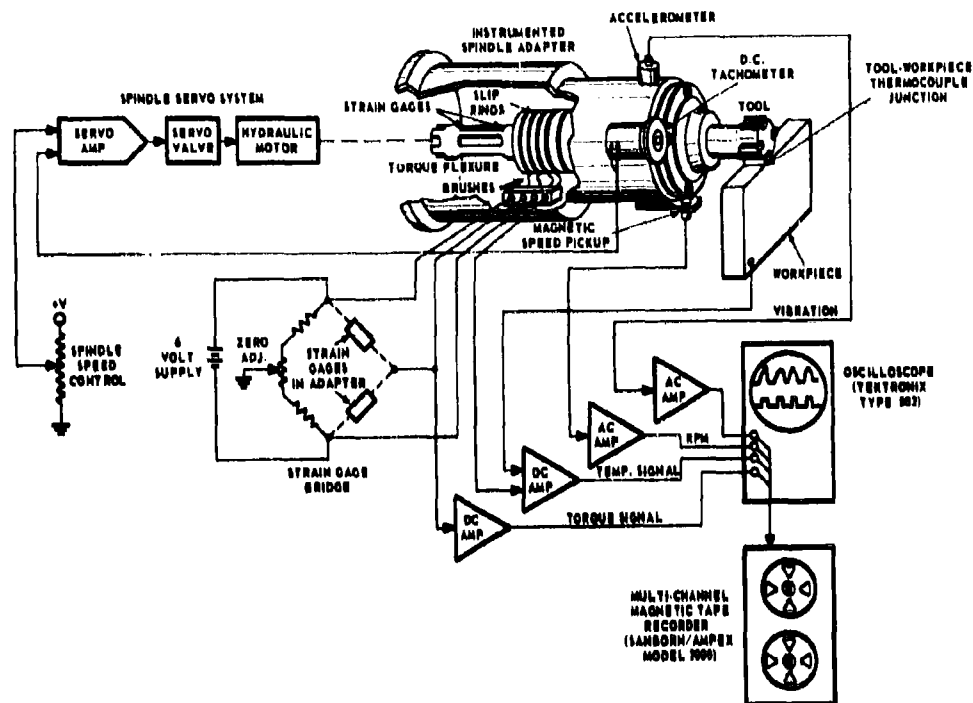 ACCELEROMETER
INSTRUMENTED
SPINDLE ADAPTER
D.C.
TACHOMETER
TOOL-WORKPIECE
THERMOCOUPLE
JUNCTION
SLIP
RINGS
TOOL
STRAIN GAGES
SPINDLE SERVO SYSTEM
SERVO
AMP
SERVO
VALVE
HYDRAULIC
MOTOR
TORQUE FLEXURE
BRUSHES
MAGNETIC
SPEED PICKUP
WORKPIECE
VIBRATION
+V
SPINDLE
SPEED
CONTROL
6
VOLT
SUPPLY
ZERO
ADJ.
STRAIN
GAGES
IN ADAPTER
STRAIN GAGE
BRIDGE
AC
AMP
AC
AMP
RPM
DC
AMP
TEMP. SIGNAL
DC
AMP
TORQUE SIGNAL
OSCILLOSCOPE
(TEKTRONIX
TYPE
MULTI-CHANNEL
MAGNETIC TAPE
RECORDER
(SANBORN/AMPEX
MODEL